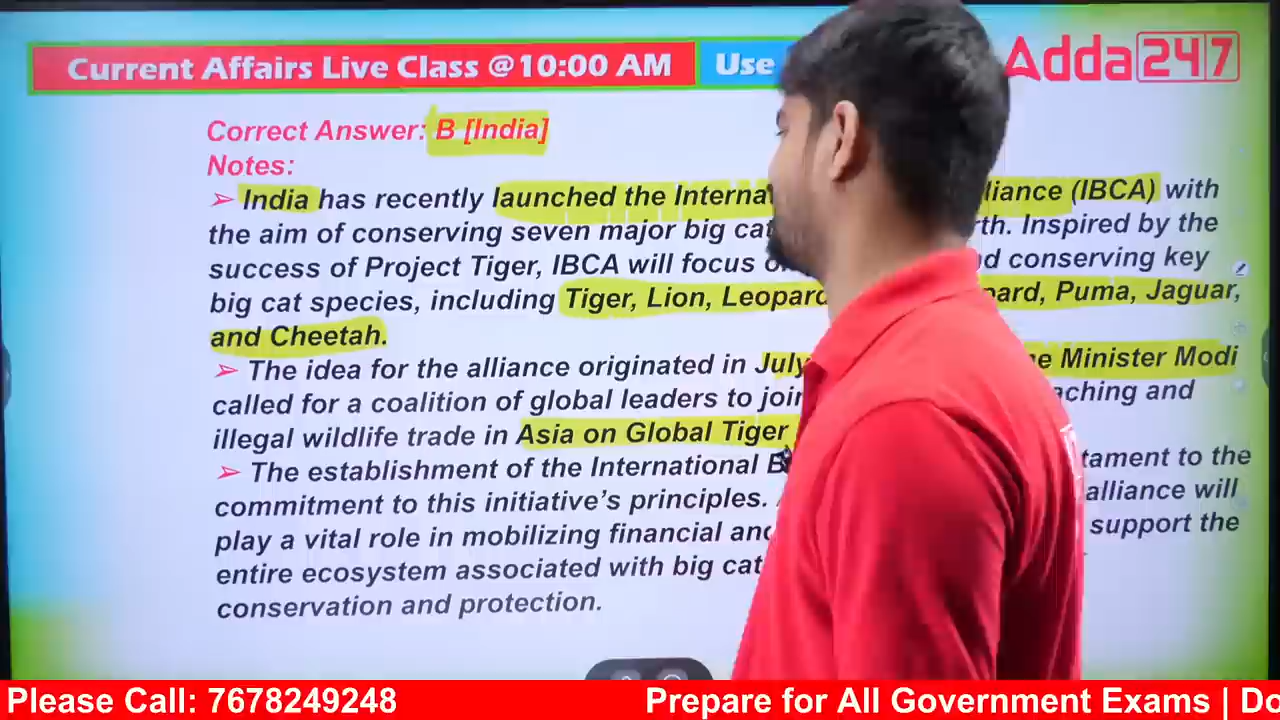 Current Affairs Live Class @10:00 AM Use
Adda247
Correct Answer: B [India]
Notes:
➢ India has recently launched the Interna liance (IBCA) with
the aim of conserving seven major big cat rth. Inspired by the
success of Project Tiger, IBCA will focus o d conserving key
big cat species, including Tiger, Lion, Leopard pard, Puma, Jaguar,
and Cheetah.
➢ The idea for the alliance originated in July e Minister Modi
called for a coalition of global leaders to join aching and
illegal wildlife trade in Asia on Global Tiger
➢ The establishment of the International B tament to the
commitment to this initiative’s principles. alliance will
play a vital role in mobilizing financial and support the
entire ecosystem associated with big cat
conservation and protection.
Please Call: 7678249248 Prepare for All Government Exams | Do